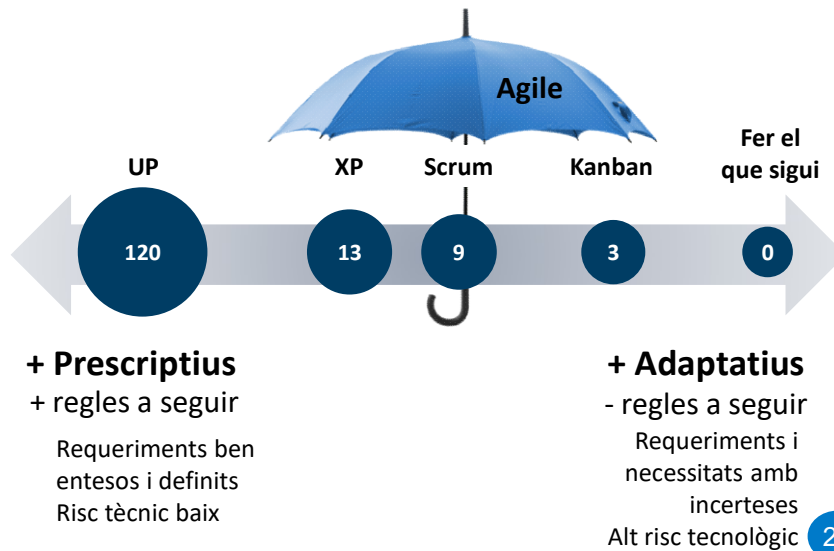 Agile
Fer el
que sigui
UP
XP
Scrum
Kanban
120
13
9
3
0
+ Prescriptius
+ regles a seguir
Requeriments ben
entesos i definits
Risc tècnic baix
+ Adaptatius
- regles a seguir
Requeriments i
necessitats amb
incerteses
Alt risc tecnològic
2